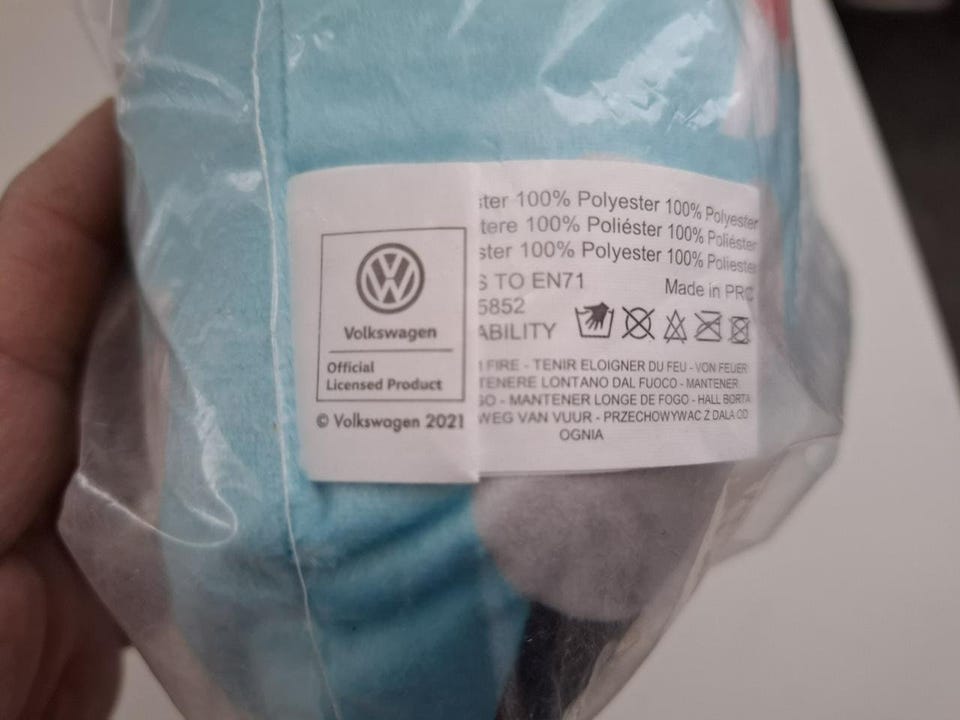 VW
Volkswagen
Official
Licensed Product
© Volkswagen 2021
ster 100% Polyester 100% Polyester
tere 100% Poliéster 100% Poliéster
ster 100% Polyester 100% Poliester
S TO EN71
Made in PRC
5852
ABILITY
FIRE - TENIR ELOIGNER DU FEU - VON FEUER
TENERE LONTANO DAL FUOCO - MANTENER
GO - MANTENER LONGE DE FOGO - HALL BORTA
WEG VAN VUUR - PRZECHOWYWAC Z DALA OD
OGNIA